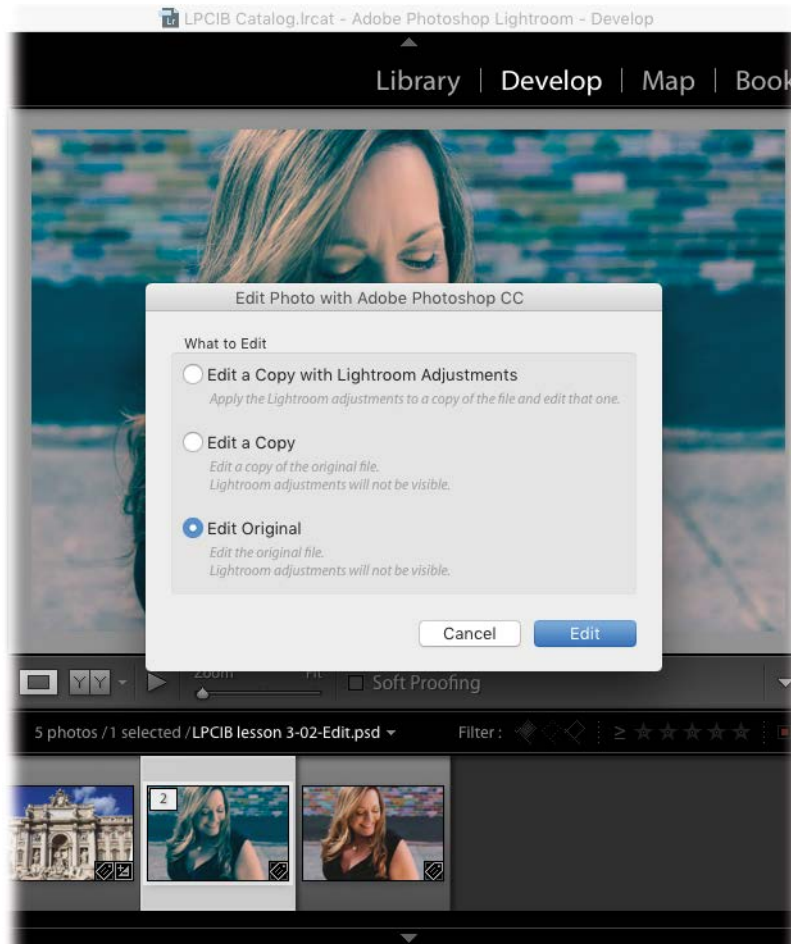 Lr LPCIB Catalog.lrcat - Adobe Photoshop Lightroom - Develop
Library | Develop | Map | Book
Edit Photo with Adobe Photoshop CC
What to Edit
Edit a Copy with Lightroom Adjustments
Apply the Lightroom adjustments to a copy of the file and edit that one.
Edit a Copy
Edit a copy of the original file.
Lightroom adjustments will not be visible.
Edit Original
Edit the original file.
Lightroom adjustments will not be visible.
Cancel Edit
YY Zoom Fit Soft Proofing
5 photos / 1 selected / LPCIB lesson 3-02-Edit.psd Filter : ≥
2